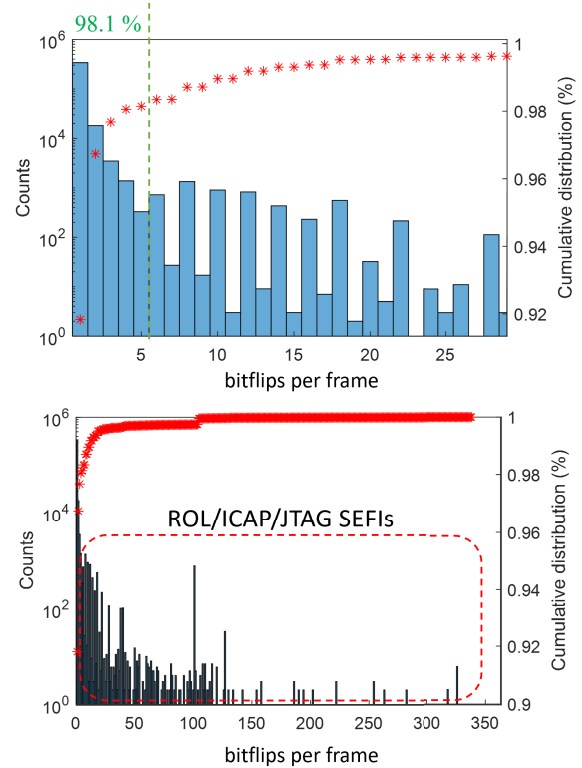 98.1 %
10^6
10^4
10^2
10^0
Counts
1
0.98
0.96
0.94
0.92
Cumulative distribution (%)
5 10 15 20 25
bitflips per frame
10^6
10^4
10^2
10^0
Counts
ROL/ICAP/JTAG SEFIs
1
0.98
0.96
0.94
0.92
0.9
Cumulative distribution (%)
0 50 100 150 200 250 300 350
bitflips per frame